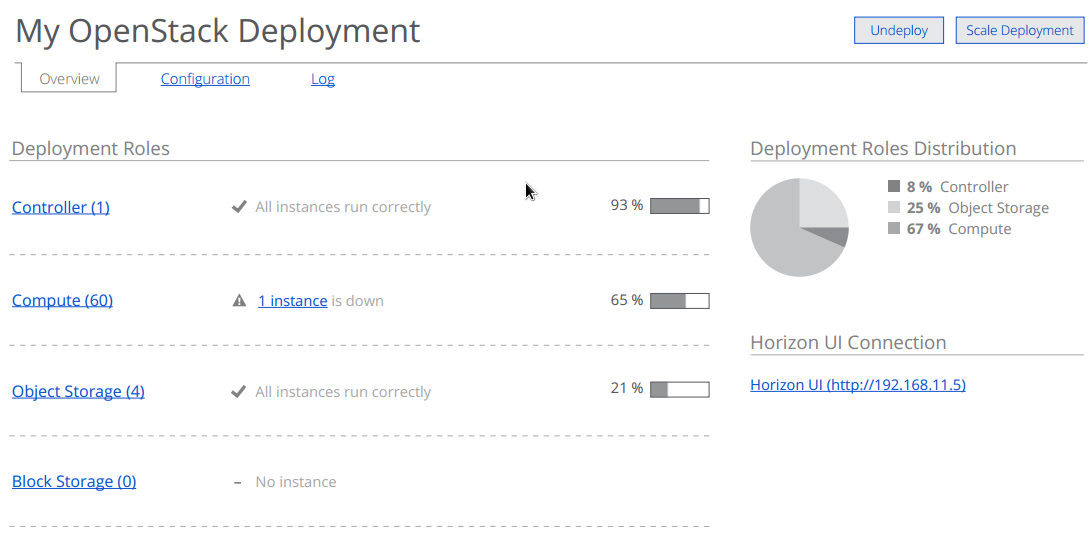 My OpenStack Deployment
Undeploy
Scale Deployment
Overview
Configuration
Log
Deployment Roles
Controller (1)
All instances run correctly
93 %
Compute (60)
1 instance is down
65 %
Object Storage (4)
All instances run correctly
21 %
Block Storage (0)
– No instance
Deployment Roles Distribution
8 % Controller
25 % Object Storage
67 % Compute
Horizon UI Connection
Horizon UI (http://192.168.11.5)